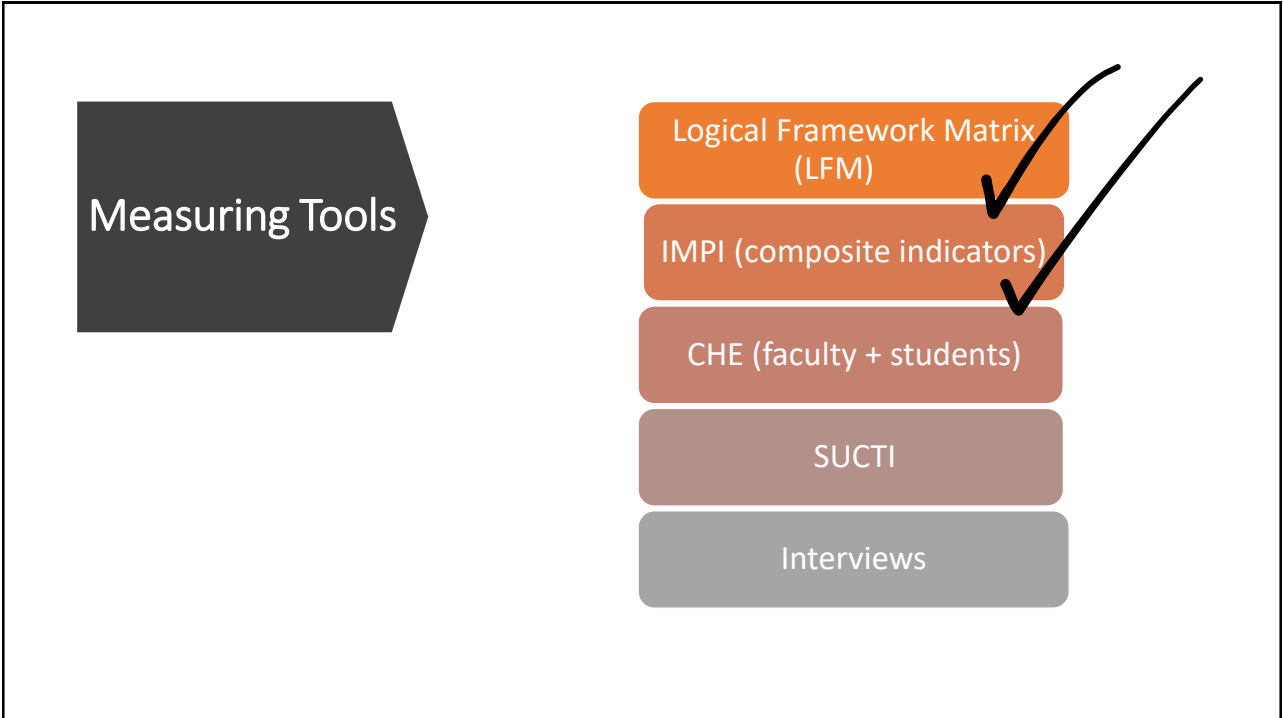 Measuring Tools
Logical Framework Matrix
(LFM)
IMPI (composite indicators)
CHE (faculty + students)
SUCTI
Interviews